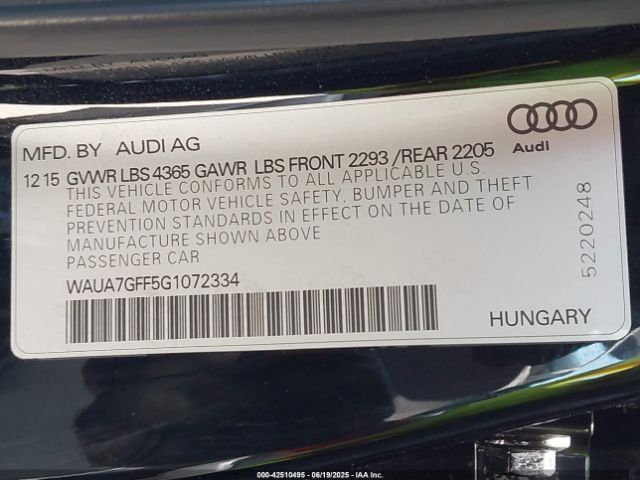 MFD. BY AUDI AG
Audi
12 15 GVWR LBS 4365 GAWR LBS FRONT 2293 /REAR 2205
THIS VEHICLE CONFORMS TO ALL APPLICABLE U.S.
FEDERAL MOTOR VEHICLE SAFETY, BUMPER AND THEFT
PREVENTION STANDARDS IN EFFECT ON THE DATE OF
MANUFACTURE SHOWN ABOVE
PASSENGER CAR
WAUA7GFF5G1072334
5220248
HUNGARY
000-42510495 - 06/19/2025 - IAAI.COM